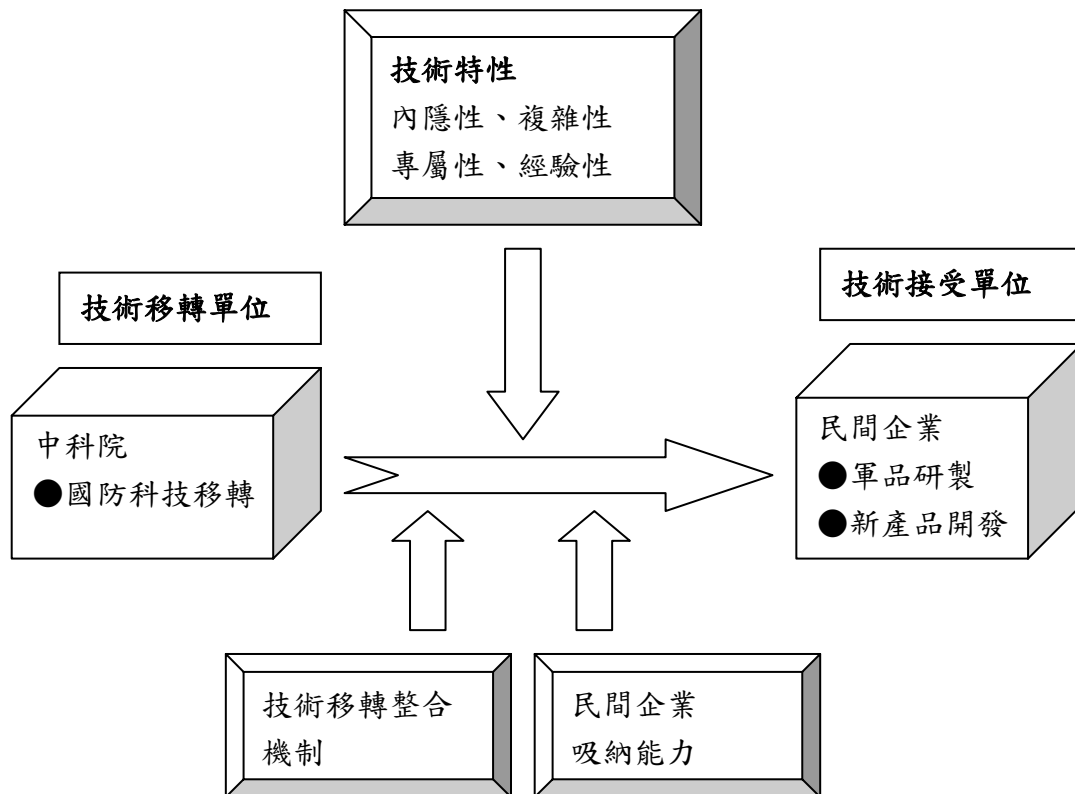 技術特性
內隱性、複雜性
專屬性、經驗性
技術移轉單位
技術接受單位
中科院
●國防科技移轉
民間企業
●軍品研製
●新產品開發
技術移轉整合
機制
民間企業
吸納能力